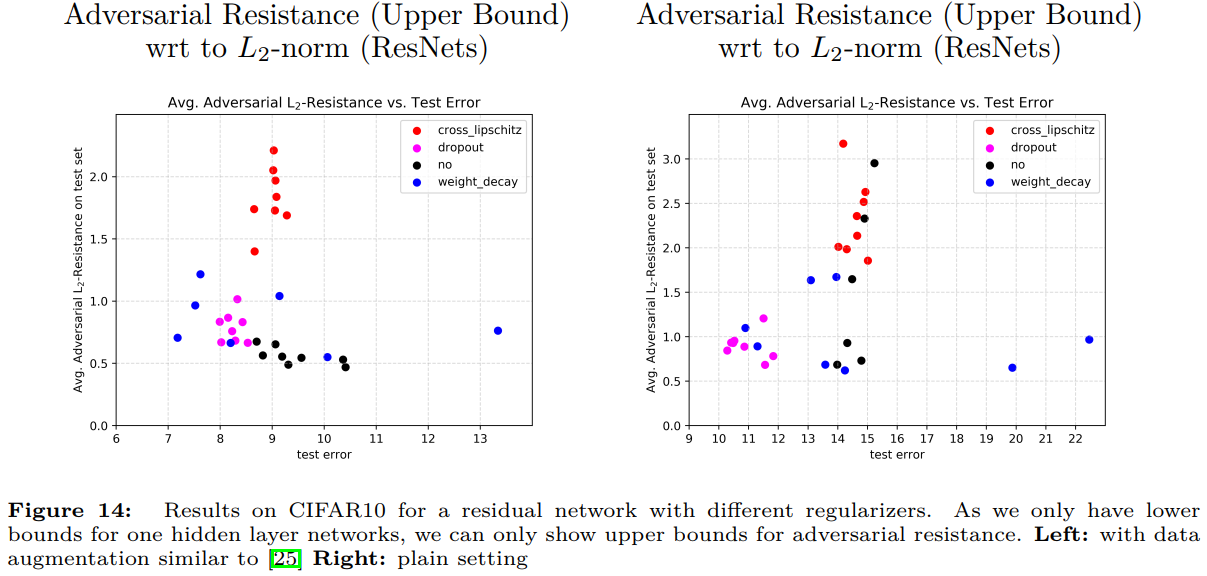 Adversarial Resistance (Upper Bound)
wrt to L2-norm (ResNets)
Avg. Adversarial L2-Resistance vs. Test Error
Avg. Adversarial L2-Resistance on test set
2.0
1.5
1.0
0.5
0.0
6 7 8 9 10 11 12 13
test error
cross_lipschitz
dropout
no
weight_decay
Adversarial Resistance (Upper Bound)
wrt to L2-norm (ResNets)
Avg. Adversarial L2-Resistance vs. Test Error
Avg. Adversarial L2-Resistance on test set
3.0
2.5
2.0
1.5
1.0
0.5
0.0
9 10 11 12 13 14 15 16 17 18 19 20 21 22
test error
cross_lipschitz
dropout
no
weight_decay
Figure 14: Results on CIFAR10 for a residual network with different regularizers. As we only have lower
bounds for one hidden layer networks, we can only show upper bounds for adversarial resistance. Left: with data
augmentation similar to [25] Right: plain setting